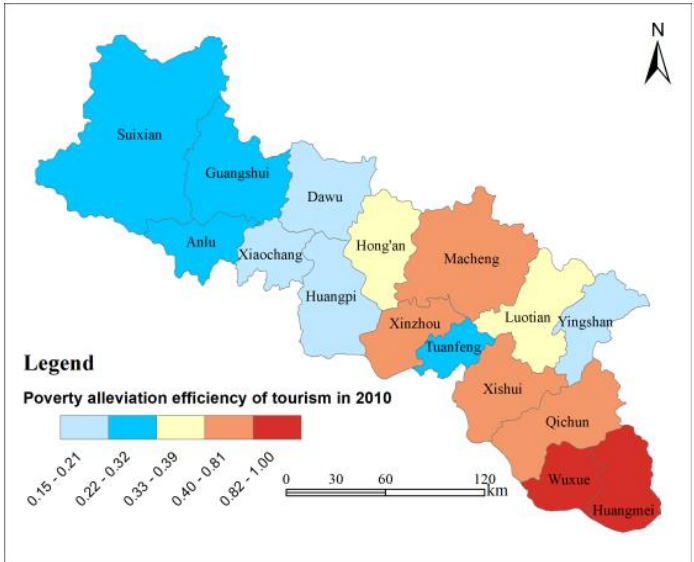 N
Suixian
Guangshui
Dawu
Anlu
Xiaochang
Hong'an
Macheng
Huangpi
Luotian
Yingshan
Xinzhou
Tuanfeng
Xishui
Qichun
Wuxue
Huangmei
Legend
Poverty alleviation efficiency of tourism in 2010
0.15 - 0.21
0.22 - 0.32
0.33 - 0.39
0.40 - 0.81
0.82 - 1.00
0 30 60 120
km